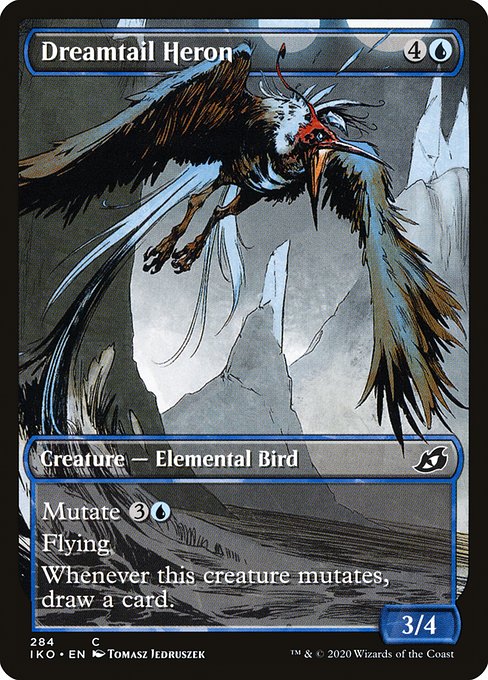 Dreamtail Heron 4
Creature — Elemental Bird
Mutate 3
Flying
Whenever this creature mutates,
draw a card.
3/4
284 C
IKO • EN Tomasz Jedruszek ™ & © 2020 Wizards of the Coast